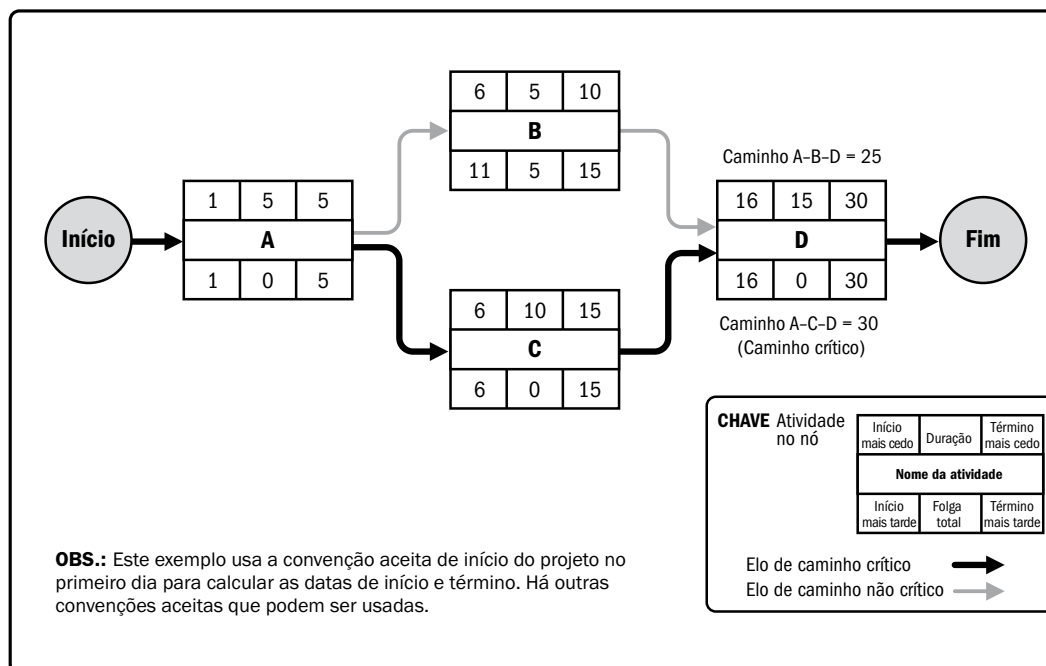 6 5 10
B
11 5 15
Caminho A–B–D = 25
1 5 5
A
1 0 5
Início
16 15 30
D
16 0 30
Fim
6 10 15
C
6 0 15
Caminho A–C–D = 30
(Caminho crítico)
CHAVE Atividade
no nó
Início
mais cedo
Duração
Término
mais cedo
Nome da atividade
Início
mais tarde
Folga
total
Término
mais tarde
Elo de caminho crítico
Elo de caminho não crítico
OBS.: Este exemplo usa a convenção aceita de início do projeto no
primeiro dia para calcular as datas de início e término. Há outras
convenções aceitas que podem ser usadas.